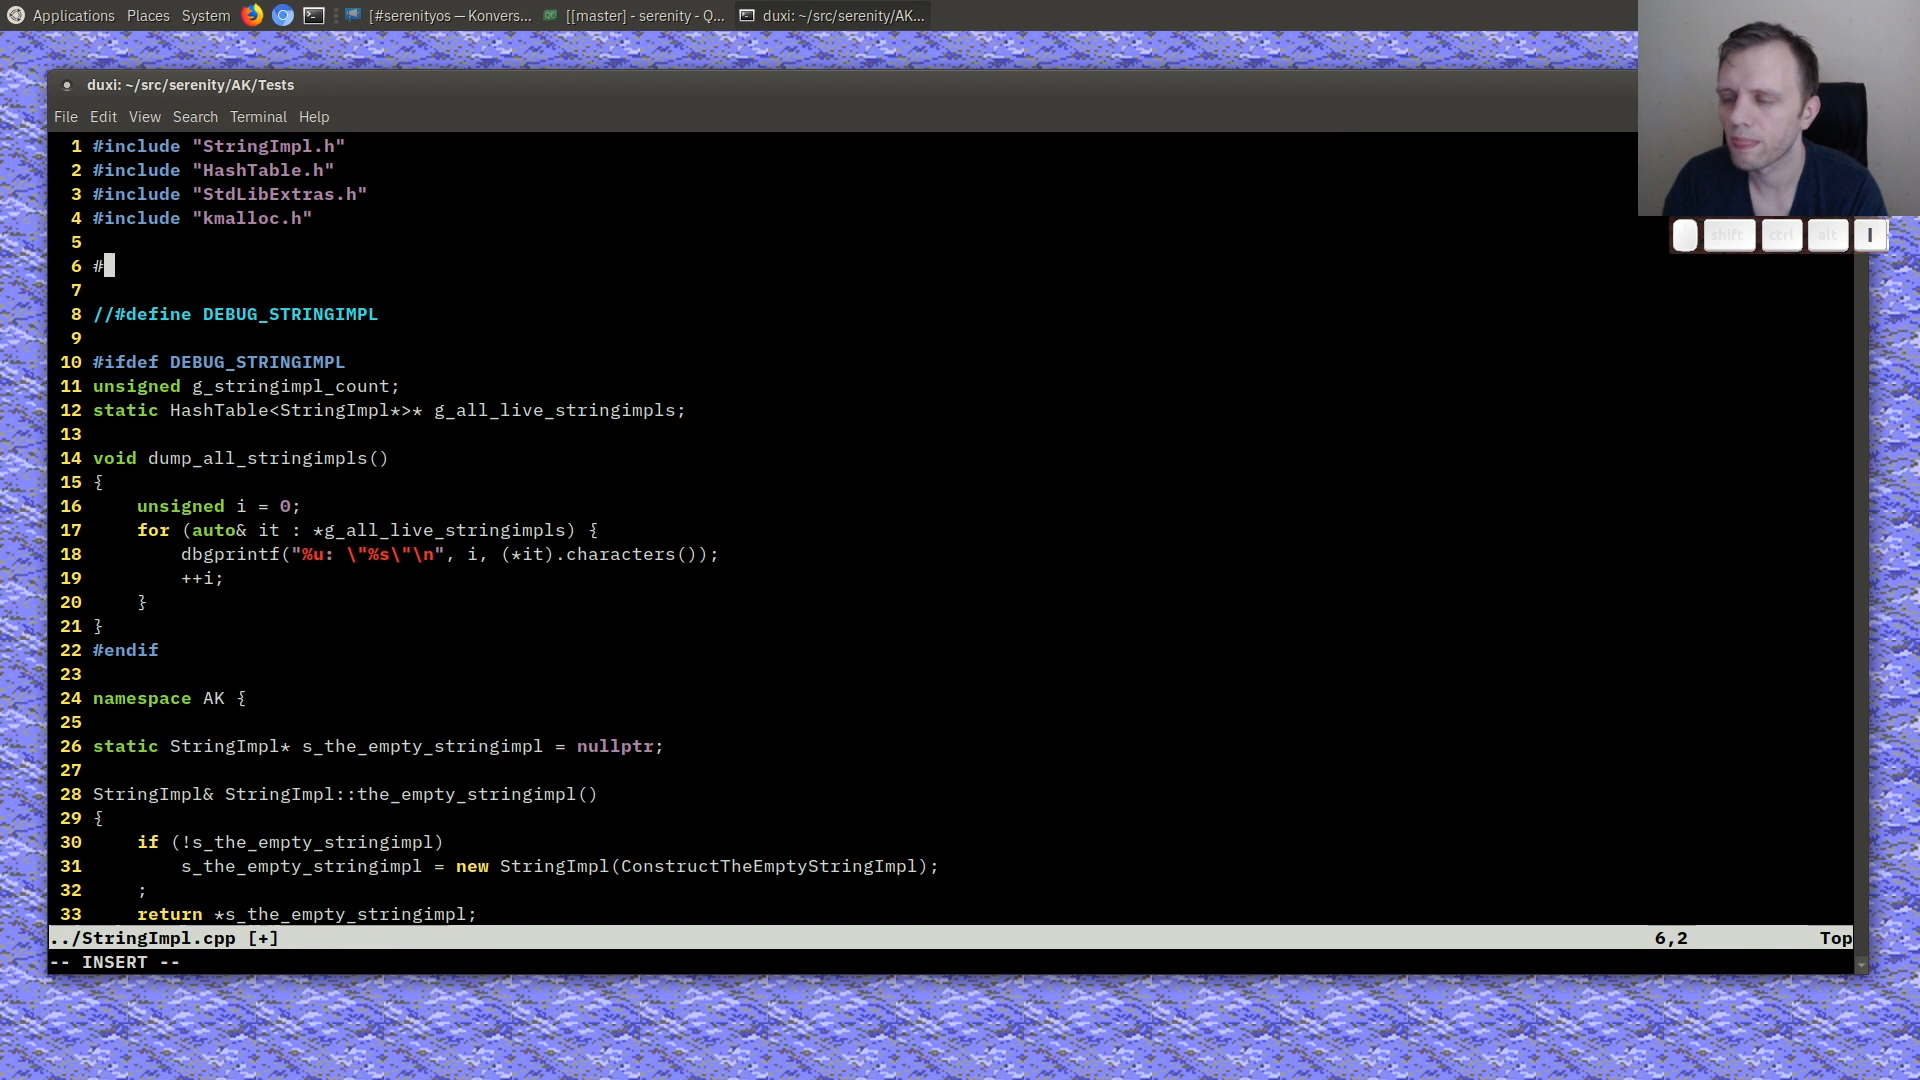 Applications Places System [#serenityos — Konvers... [[master] - serenity - Q... duxi: ~/src/serenity/AK...
duxi: ~/src/serenity/AK/Tests
File Edit View Search Terminal Help
1 #include "StringImpl.h"
2 #include "HashTable.h"
3 #include "StdLibExtras.h"
4 #include "kmalloc.h"
5
6 #
7
8 //#define DEBUG_STRINGIMPL
9
10 #ifdef DEBUG_STRINGIMPL
11 unsigned g_stringimpl_count;
12 static HashTable<StringImpl*>* g_all_live_stringimpls;
13
14 void dump_all_stringimpls()
15 {
16     unsigned i = 0;
17     for (auto& it : *g_all_live_stringimpls) {
18         dbgprintf("%u: \"%s\"\n", i, (*it).characters());
19         ++i;
20     }
21 }
22 #endif
23
24 namespace AK {
25
26 static StringImpl* s_the_empty_stringimpl = nullptr;
27
28 StringImpl& StringImpl::the_empty_stringimpl()
29 {
30     if (!s_the_empty_stringimpl)
31         s_the_empty_stringimpl = new StringImpl(ConstructTheEmptyStringImpl);
32     ;
33     return *s_the_empty_stringimpl;
../StringImpl.cpp [+] 6,2 Top
-- INSERT --
shift ctrl alt I